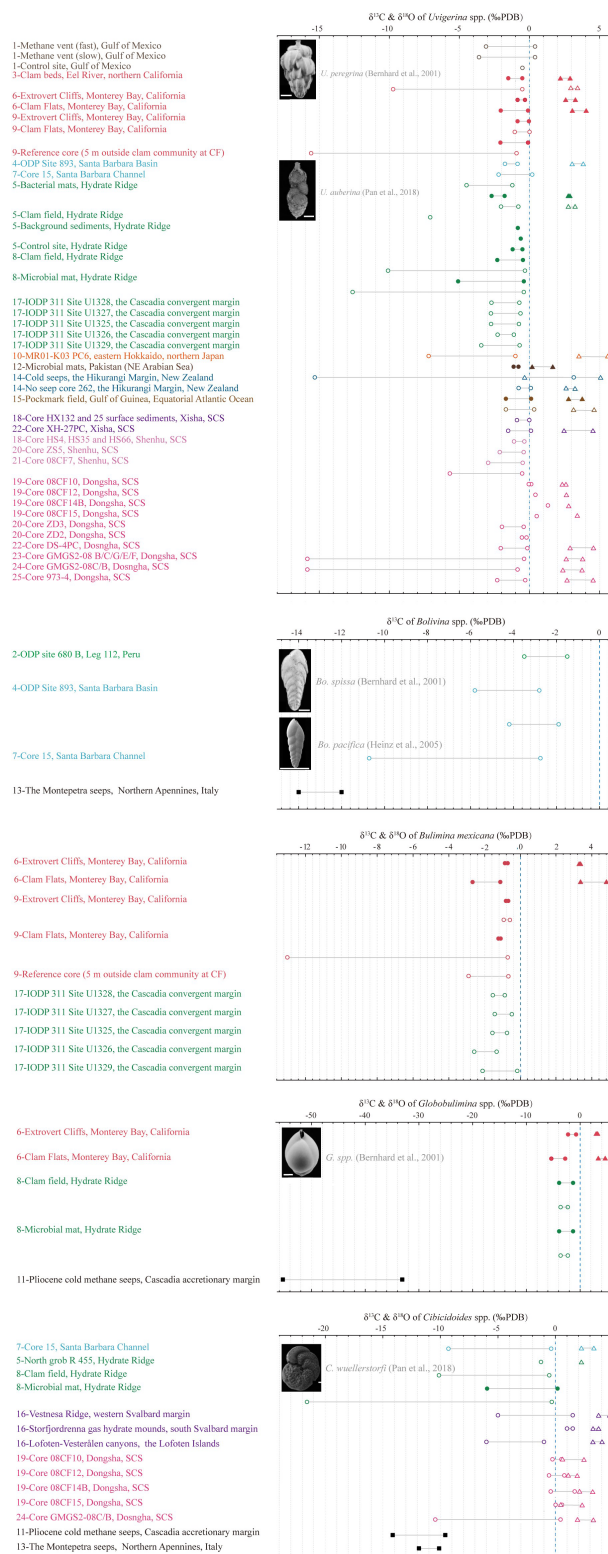 δ¹³C & δ¹⁸O of Uvigerina spp. (‰PDB)
-15 -10 -5 0 5
1-Methane vent (fast), Gulf of Mexico
1-Methane vent (slow), Gulf of Mexico
1-Control site, Gulf of Mexico
3-Clam beds, Eel River, northern California
U. peregrina (Bernhard et al., 2001)
6-Extrovert Cliffs, Monterey Bay, California
6-Clam Flats, Monterey Bay, California
9-Extrovert Cliffs, Monterey Bay, California
9-Clam Flats, Monterey Bay, California
9-Reference core (5 m outside clam community at CF)
4-ODP Site 893, Santa Barbara Basin
7-Core 15, Santa Barbara Channel
5-Bacterial mats, Hydrate Ridge
U. auberina (Pan et al., 2018)
5-Clam field, Hydrate Ridge
5-Background sediments, Hydrate Ridge
5-Control site, Hydrate Ridge
8-Clam field, Hydrate Ridge
8-Microbial mat, Hydrate Ridge
17-IODP 311 Site U1328, the Cascadia convergent margin
17-IODP 311 Site U1327, the Cascadia convergent margin
17-IODP 311 Site U1325, the Cascadia convergent margin
17-IODP 311 Site U1326, the Cascadia convergent margin
17-IODP 311 Site U1329, the Cascadia convergent margin
10-MR01-K03 PC6, eastern Hokkaido, northern Japan
12-Microbial mats, Pakistan (NE Arabian Sea)
14-Cold seeps, the Hikurangi Margin, New Zealand
14-No seep core 262, the Hikurangi Margin, New Zealand
15-Pockmark field, Gulf of Guinea, Equatorial Atlantic Ocean
18-Core HX132 and 25 surface sediments, Xisha, SCS
22-Core XH-27PC, Xisha, SCS
18-Core HS4, HS35 and HS66, Shenhu, SCS
20-Core ZS5, Shenhu, SCS
21-Core 08CF7, Shenhu, SCS
19-Core 08CF10, Dongsha, SCS
19-Core 08CF12, Dongsha, SCS
19-Core 08CF14B, Dongsha, SCS
19-Core 08CF15, Dongsha, SCS
20-Core ZD3, Dongsha, SCS
20-Core ZD2, Dongsha, SCS
22-Core DS-4PC, Dosngha, SCS
23-Core GMGS2-08 B/C/G/E/F, Dongsha, SCS
24-Core GMGS2-08C/B, Dosngha, SCS
25-Core 973-4, Dongsha, SCS
δ¹³C of Bolivina spp. (‰PDB)
-14 -12 -10 -8 -6 -4 -2 0
2-ODP site 680 B, Leg 112, Peru
Bo. spissa (Bernhard et al., 2001)
4-ODP Site 893, Santa Barbara Basin
Bo. pacifica (Heinz et al., 2005)
7-Core 15, Santa Barbara Channel
13-The Montepetra seeps, Northern Apennines, Italy
δ¹³C & δ¹⁸O of Bulimina mexicana (‰PDB)
-12 -10 -8 -6 -4 -2 0 2 4
6-Extrovert Cliffs, Monterey Bay, California
6-Clam Flats, Monterey Bay, California
9-Extrovert Cliffs, Monterey Bay, California
9-Clam Flats, Monterey Bay, California
9-Reference core (5 m outside clam community at CF)
17-IODP 311 Site U1328, the Cascadia convergent margin
17-IODP 311 Site U1327, the Cascadia convergent margin
17-IODP 311 Site U1325, the Cascadia convergent margin
17-IODP 311 Site U1326, the Cascadia convergent margin
17-IODP 311 Site U1329, the Cascadia convergent margin
δ¹³C & δ¹⁸O of Globobulimina spp. (‰PDB)
-50 -40 -30 -20 -10 0
6-Extrovert Cliffs, Monterey Bay, California
6-Clam Flats, Monterey Bay, California
G. spp. (Bernhard et al., 2001)
8-Clam field, Hydrate Ridge
8-Microbial mat, Hydrate Ridge
11-Pliocene cold methane seeps, Cascadia accretionary margin
δ¹³C & δ¹⁸O of Cibicidoides spp. (‰PDB)
-20 -15 -10 -5 0
7-Core 15, Santa Barbara Channel
5-North grob R 455, Hydrate Ridge
C. wuellerstorfi (Pan et al., 2018)
8-Clam field, Hydrate Ridge
8-Microbial mat, Hydrate Ridge
16-Vestnesa Ridge, western Svalbard margin
16-Storfjordrenna gas hydrate mounds, south Svalbard margin
16-Lofoten-Vesterålen canyons, the Lofoten Islands
19-Core 08CF10, Dongsha, SCS
19-Core 08CF12, Dongsha, SCS
19-Core 08CF14B, Dongsha, SCS
19-Core 08CF15, Dongsha, SCS
24-Core GMGS2-08C/B, Dosngha, SCS
11-Pliocene cold methane seeps, Cascadia accretionary margin
13-The Montepetra seeps, Northern Apennines, Italy